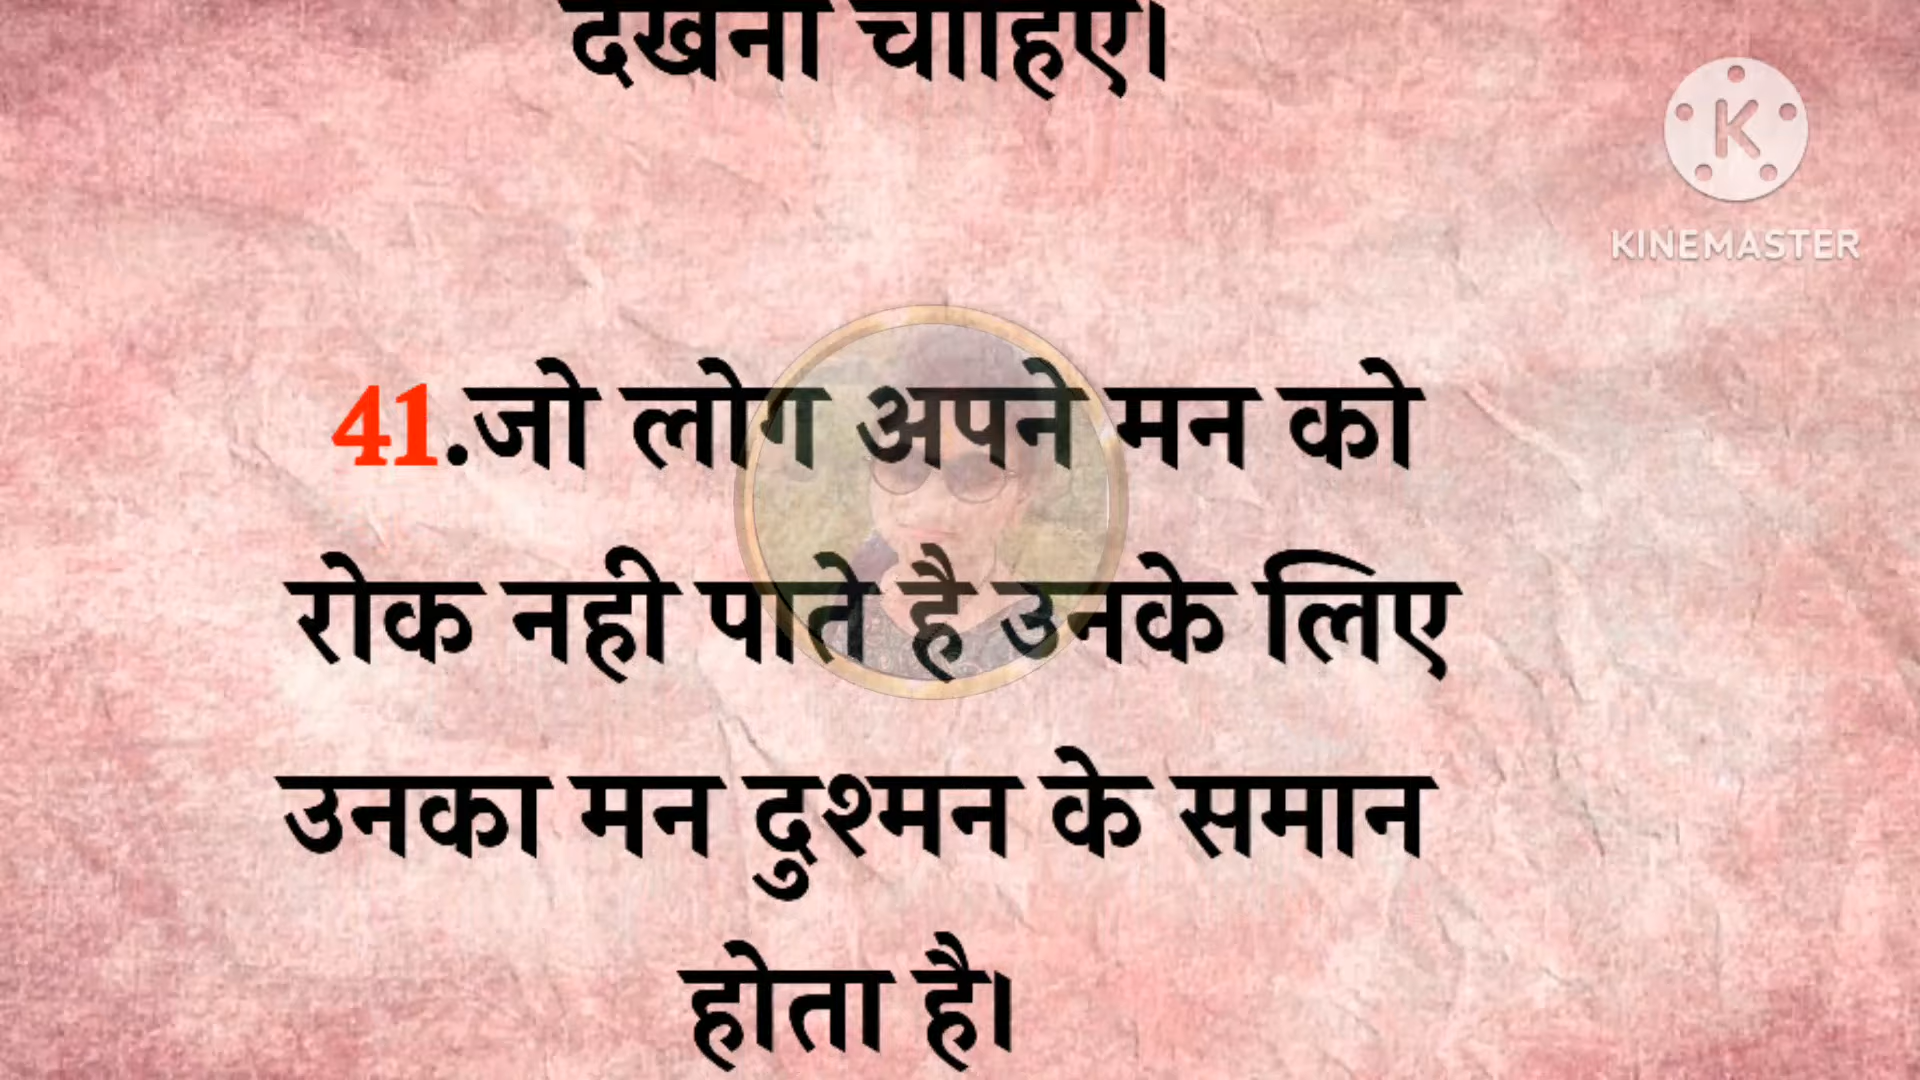 देखना चाहिए।
K
KINEMASTER
41.जो लोग अपने मन को
रोक नही पाते है उनके लिए
उनका मन दुश्मन के समान
होता है।